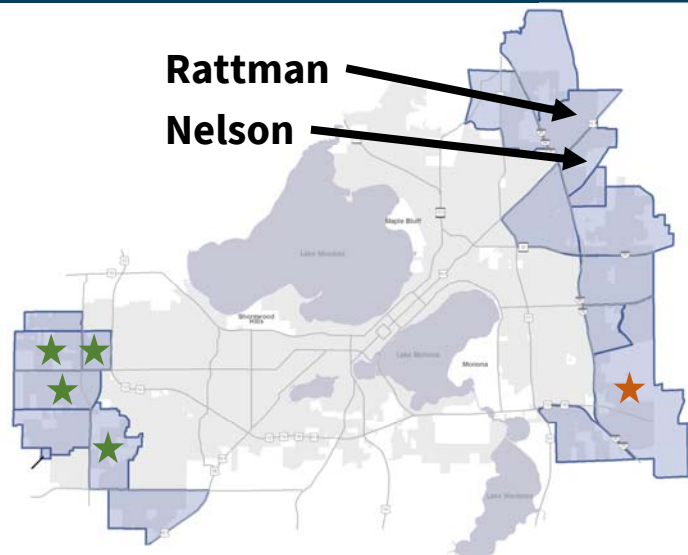 Rattman
Nelson
Maple Bluff
Lake Mendota
Shorewood
Hills
Lake Monona
Monona
Lake Waubesa